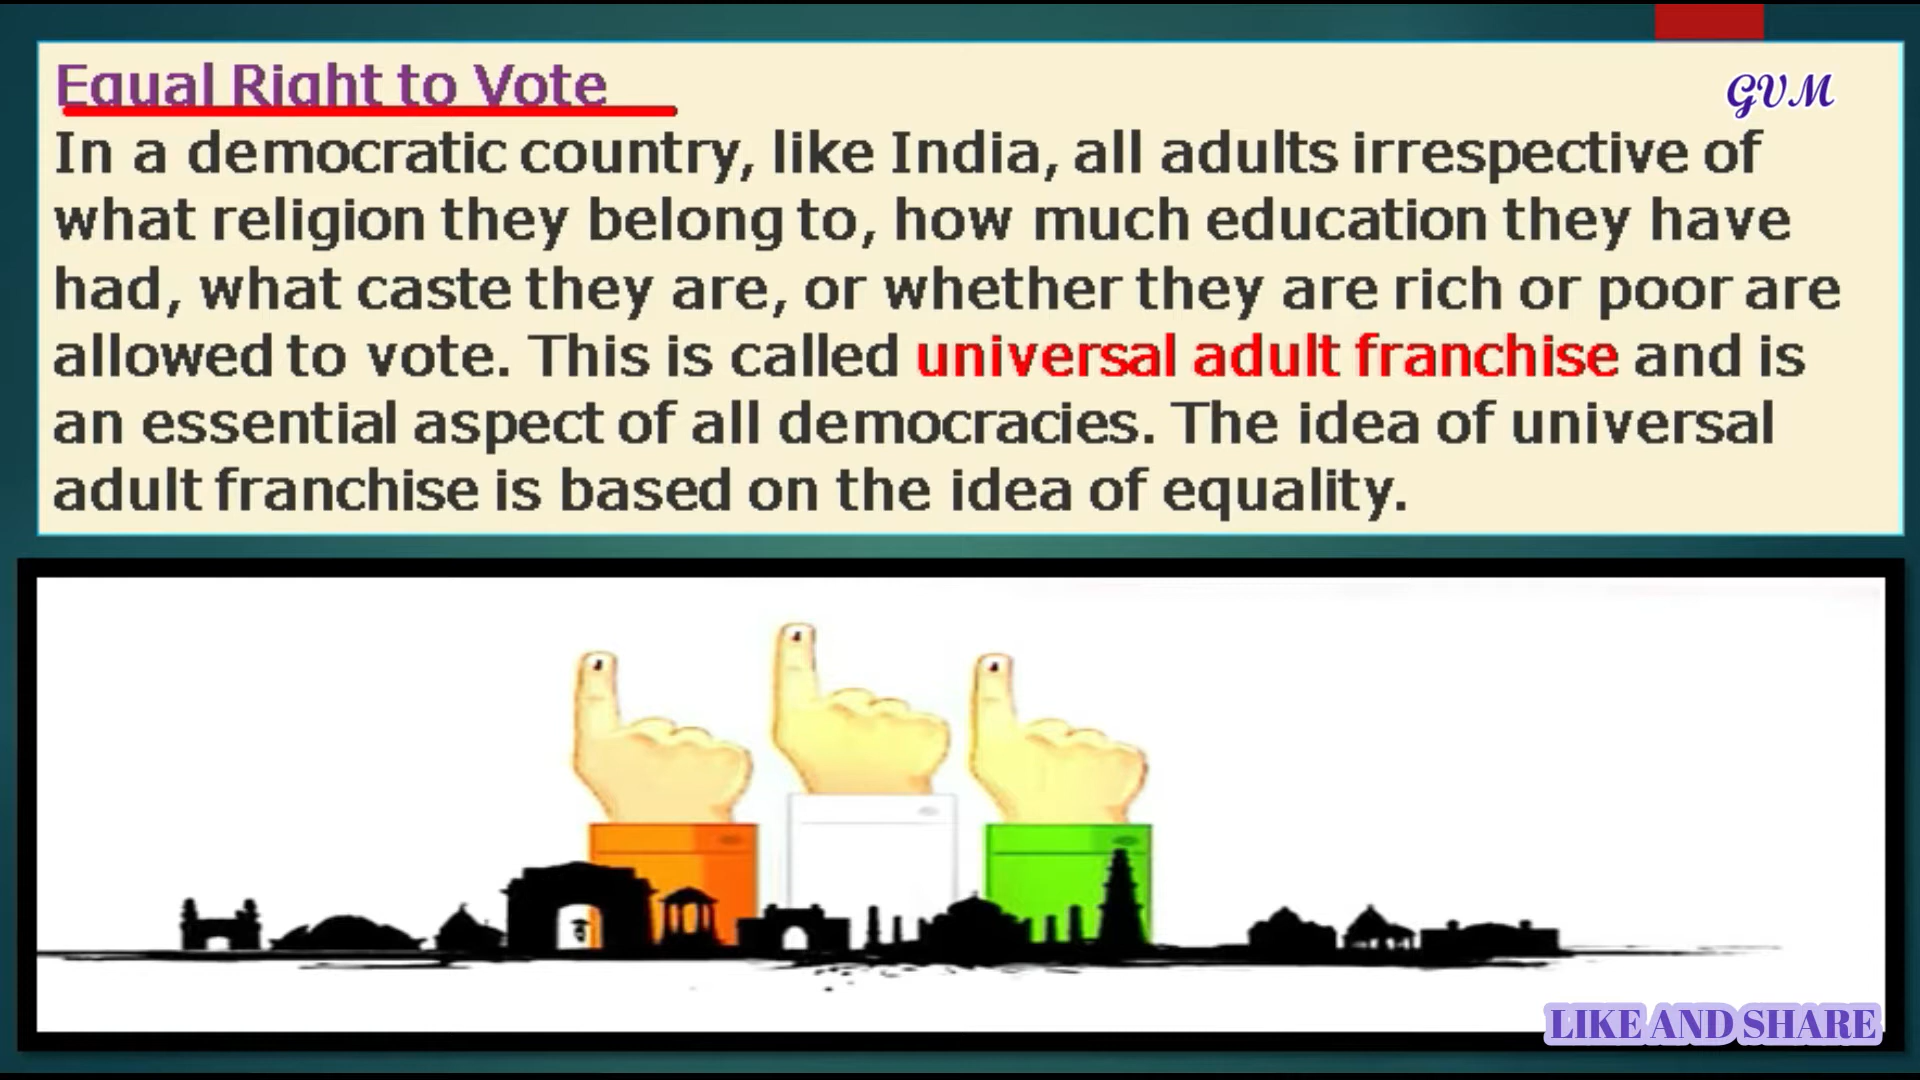 Equal Right to Vote
GVM
In a democratic country, like India, all adults irrespective of
what religion they belong to, how much education they have
had, what caste they are, or whether they are rich or poor are
allowed to vote. This is called universal adult franchise and is
an essential aspect of all democracies. The idea of universal
adult franchise is based on the idea of equality.
LIKE AND SHARE